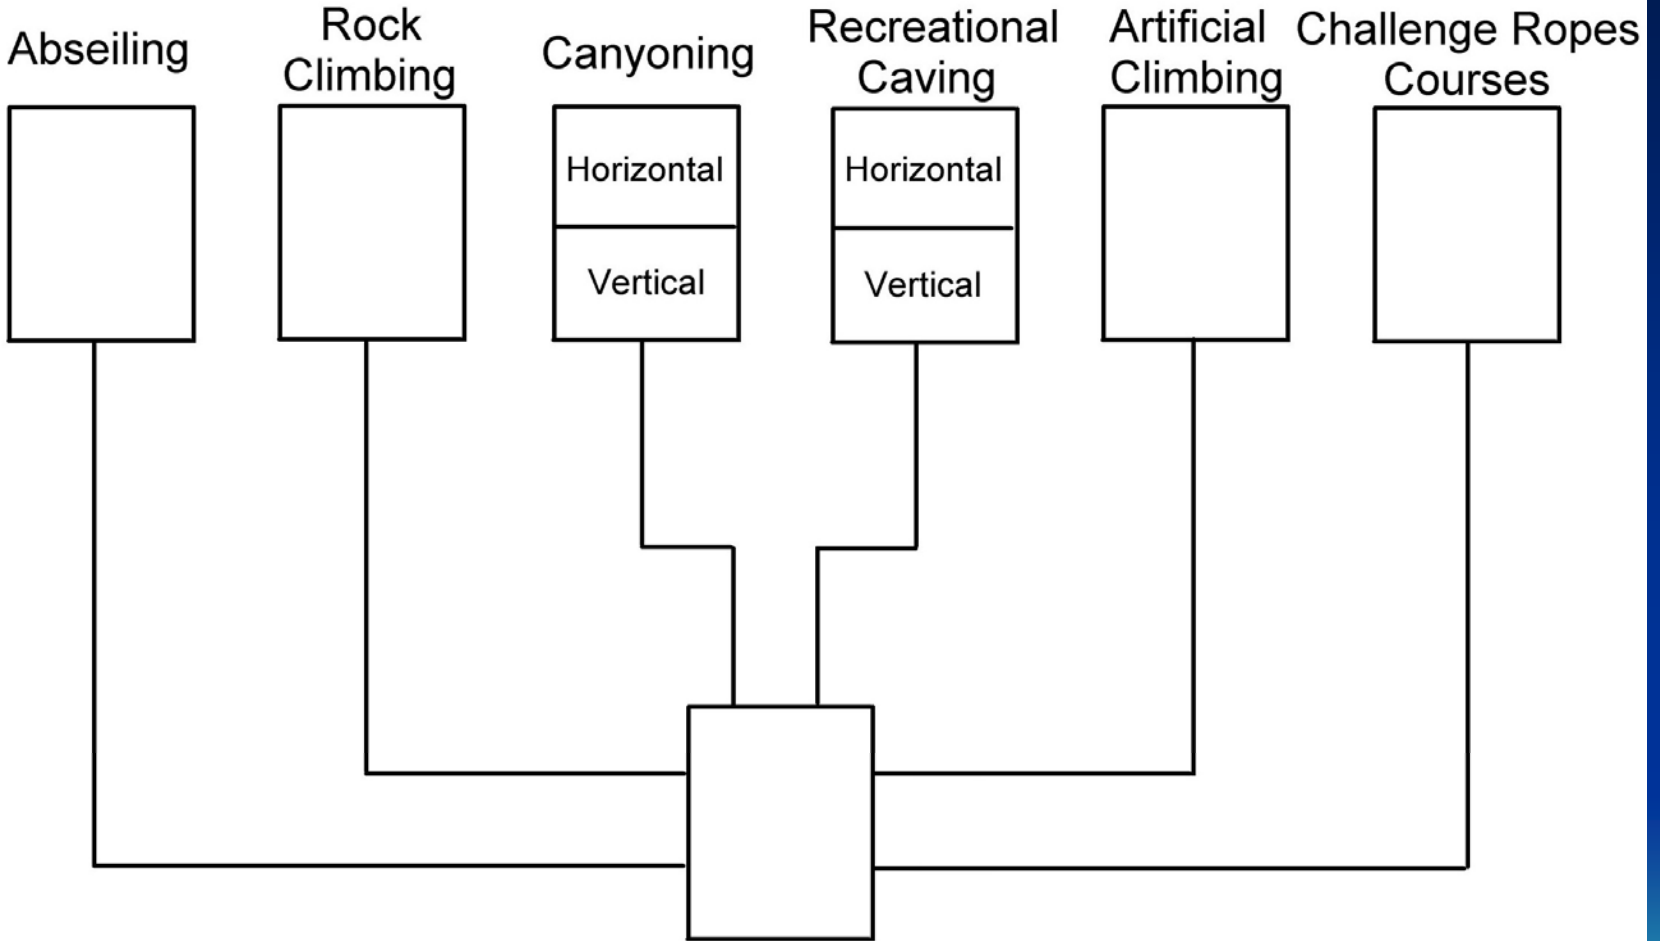 Abseiling
Rock
Climbing
Canyoning
Recreational
Caving
Artificial
Climbing
Challenge Ropes
Courses
Horizontal
Vertical
Horizontal
Vertical